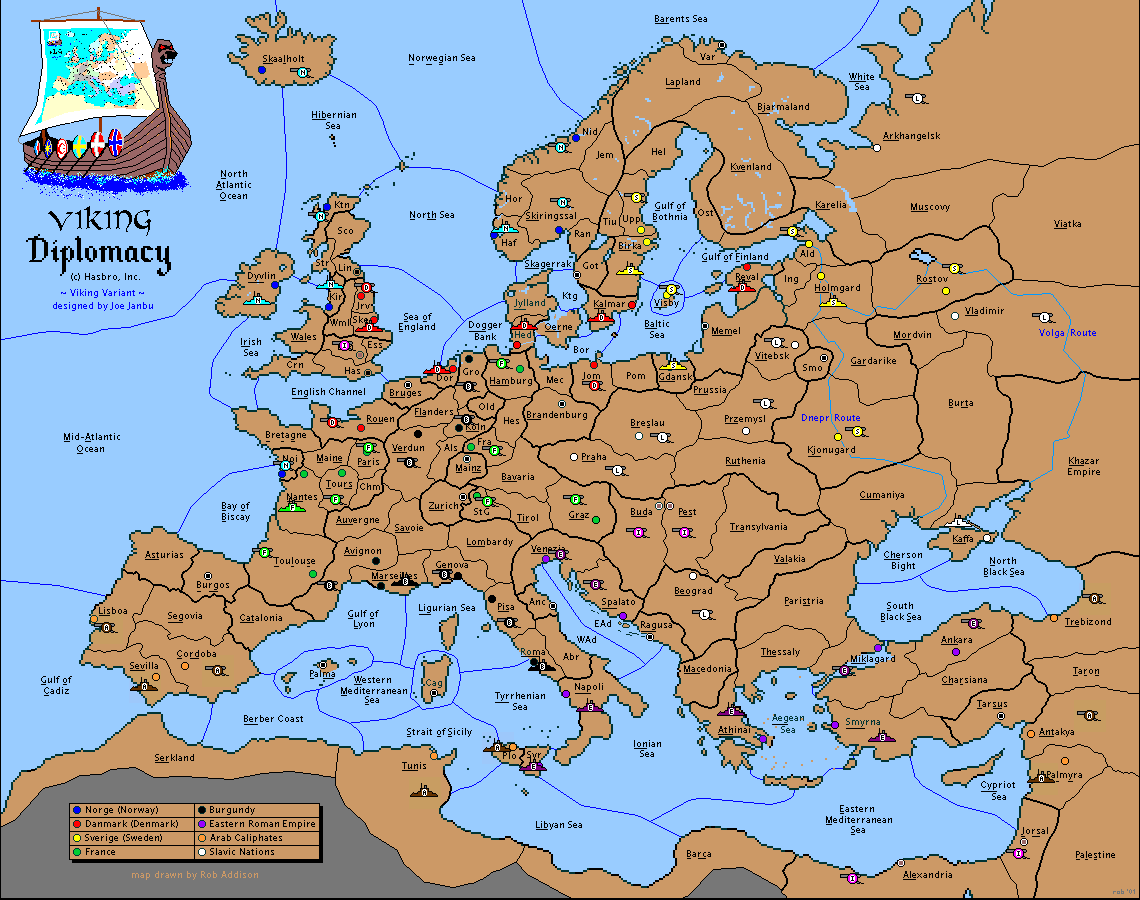 Barents Sea
Skaalholt
Norwegian Sea
Var
White
Sea
Lapland
Bjarmaland
Hibernian
Sea
Arkhangelsk
Nid
Jem
Hel
Kvenland
North
Atlantic
Ocean
Ktn
North Sea
Hor
Skiringssal
Gulf of
Bothnia
Ost
Karelia
Muscovy
Viatka
VIKING
Diplomacy
(c) Hasbro, Inc.
~ Viking Variant ~
designed by Joe Janbu
Sco
Haf
Ran
Tiu
Upp
Birka
Ald
Str
Lin
Dyvlin
Skagerrak
Got
Gulf of Finland
Reval
Ing
Holmgard
Rostov
Kir
Jrv
Jylland
Ktg
Kalmar
Visby
Vladimir
Wml
Ske
Sea of
England
Dogger
Bank
Hed
Oerne
Baltic
Sea
Memel
Mordvin
Volga Route
Irish
Sea
Wales
Ess
Bor
Vitebsk
Smo
Gardarike
Crn
Has
Dor
Gro
Hamburg
Mec
Jom
Pom
Gdansk
Prussia
English Channel
Bruges
Flanders
Old
Brandenburg
Burta
Rouen
Köln
Hes
Breslau
Przemysl
Dnepr Route
Mid-Atlantic
Ocean
Bretagne
Verdun
Als
Fra
Kjonugard
Noi
Maine
Paris
Mainz
Praha
Ruthenia
Khazar
Empire
Tours
Chm
Bavaria
Nantes
Zurich
StG
Cumaniya
Bay of
Biscay
Auvergne
Savoie
Tirol
Graz
Buda
Pest
Transylvania
Kaffa
Asturias
Avignon
Lombardy
Venezia
Toulouse
Cherson
Bight
North
Black Sea
Valakia
Burgos
Marseilles
Genova
Beograd
Paristria
Lisboa
Segovia
Catalonia
Gulf of
Lyon
Ligurian Sea
Pisa
Anc
Spalato
South
Black Sea
Trebizond
EAd
Ragusa
Ankara
WAd
Cordoba
Roma
Abr
Thessaly
Miklagard
Sevilla
Macedonia
Taron
Palma
Cag
Charsiana
Gulf of
Cadiz
Western
Mediterranean
Sea
Tyrrhenian
Sea
Napoli
Tarsus
Berber Coast
Aegean
Sea
Smyrna
Strait of Sicily
Athinai
Antakya
Ionian
Sea
Serkland
Plo
Syr
Tunis
Palmyra
Cypriot
Sea
Norge (Norway)
Burgundy
Danmark (Denmark)
Eastern Roman Empire
Sverige (Sweden)
Arab Caliphates
France
Slavic Nations
Libyan Sea
Eastern
Mediterranean
Sea
Jorsal
Barca
Palestine
Alexandria
map drawn by Rob Addison
rob '01